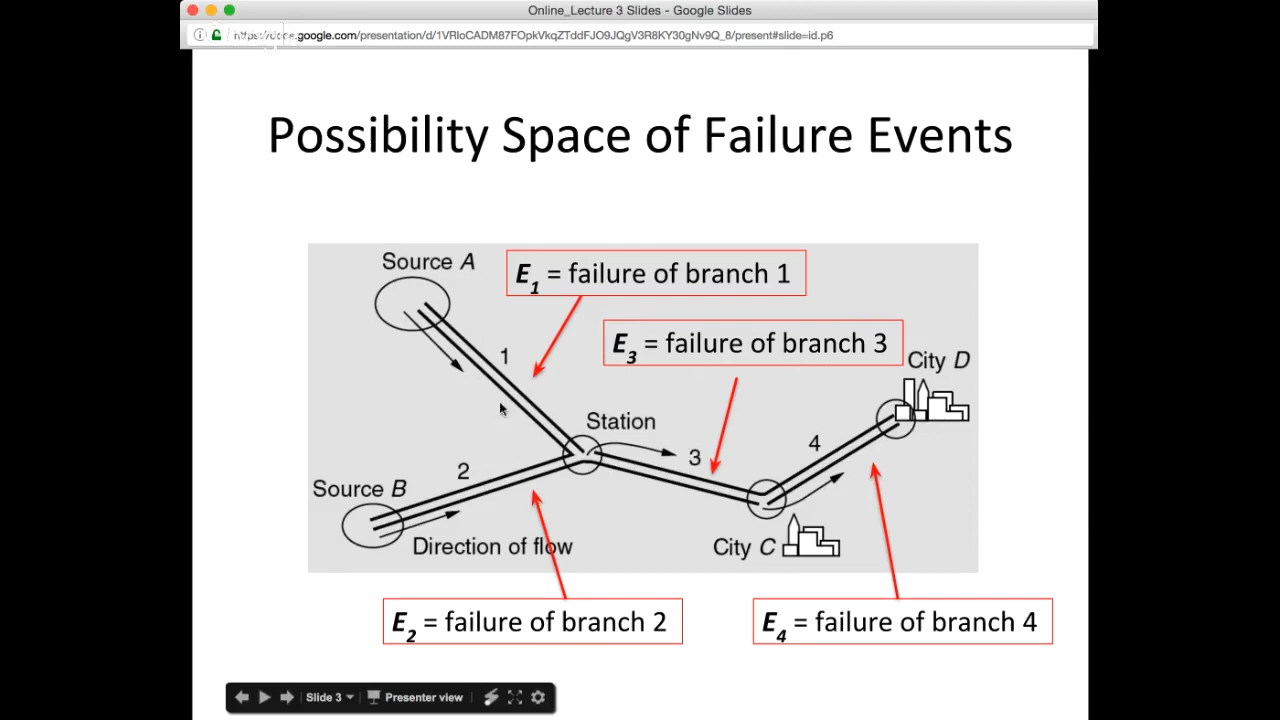 Online_Lecture 3 Slides - Google Slides
google.com/presentation/d/1VRIoCADM87FOpkVkqZTddFJO9JQgV3R8KY30gNv9Q_8/present#slide=id.p6
Possibility Space of Failure Events
Source A
E1 = failure of branch 1
E3 = failure of branch 3
City D
1
Station
4
3
2
Source B
Direction of flow
City C
E2 = failure of branch 2
E4 = failure of branch 4
Slide 3
Presenter view